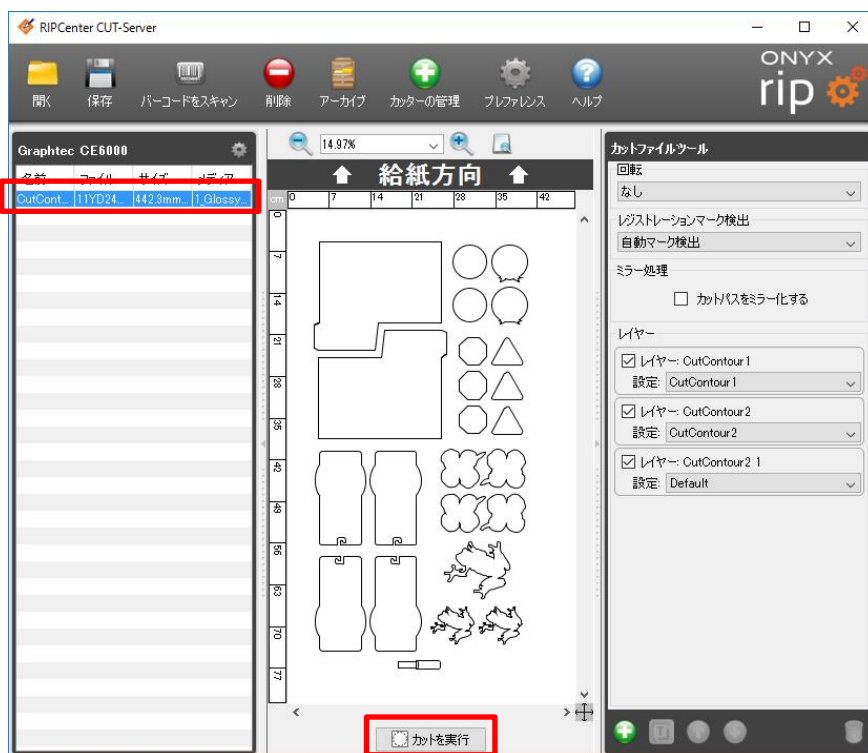 RIPCenter CUT-Server
開く 保存 バーコードをスキャン 削除 アーカイブ カッターの管理 プレファレンス ヘルプ
ONYX
rip
Graphtec CE6000
名前 ファイル サイズ メディア
CutCont... 11YD24... 442.3mm... 1_Glossy...
14.97%
給紙方向
cm 0 7 14 21 28 35 42
0
7
14
21
28
35
42
49
56
63
70
77
カットを実行
カットファイルツール
回転
なし
レジストレーションマーク検出
自動マーク検出
ミラー処理
カットパスをミラー化する
レイヤー
レイヤー: CutContour1
設定: CutContour1
レイヤー: CutContour2
設定: CutContour2
レイヤー: CutContour2 1
設定: Default